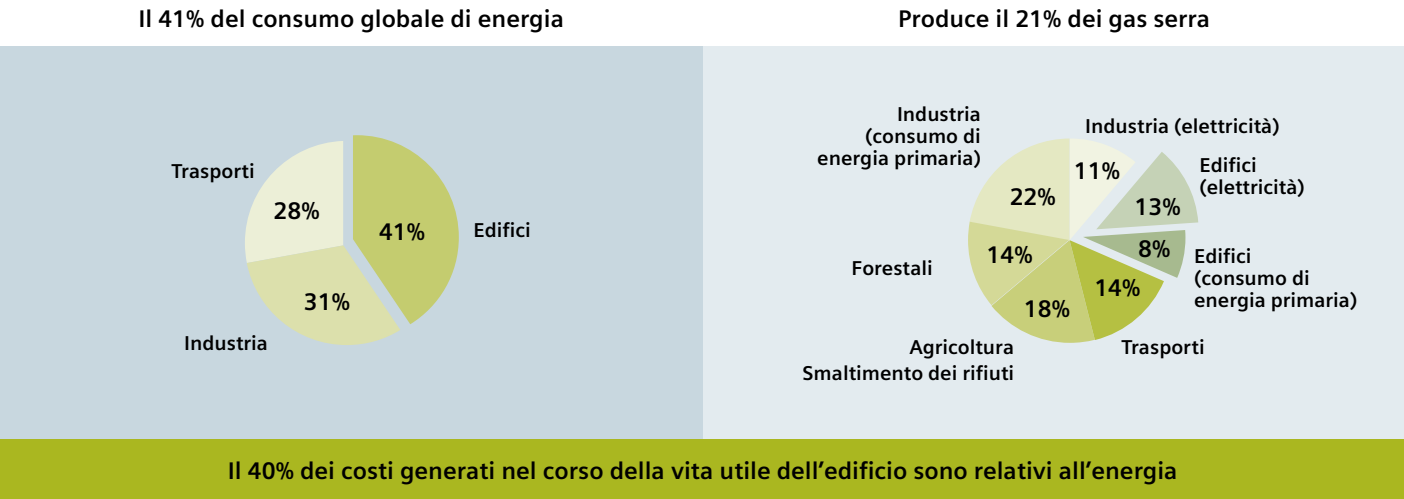 Il 41% del consumo globale di energia
Trasporti
28%
41%
Edifici
31%
Industria
Produce il 21% dei gas serra
Industria
(consumo di
energia primaria)
Industria (elettricità)
11%
Edifici
(elettricità)
22%
13%
14%
8%
Forestali
Edifici
(consumo di
energia primaria)
14%
18%
Agricoltura
Smaltimento dei rifiuti
Trasporti
Il 40% dei costi generati nel corso della vita utile dell’edificio sono relativi all’energia